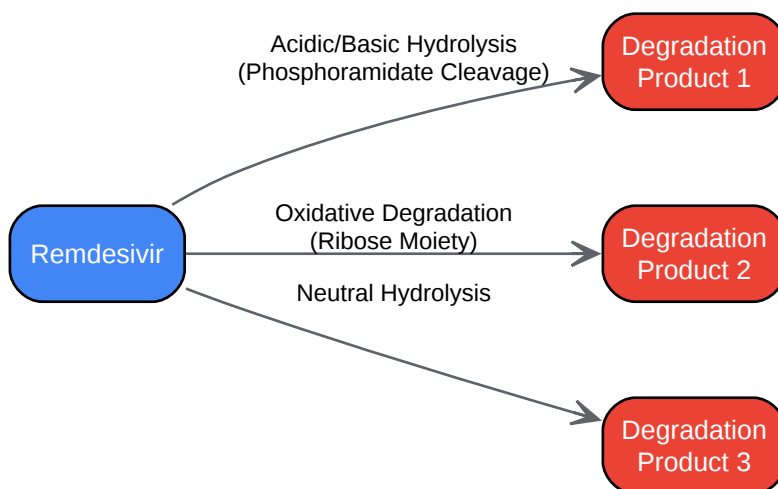 Acidic/Basic Hydrolysis
(Phosphoramidate Cleavage)
Degradation
Product 1
Remdesivir
Oxidative Degradation
(Ribose Moiety)
Degradation
Product 2
Neutral Hydrolysis
Degradation
Product 3